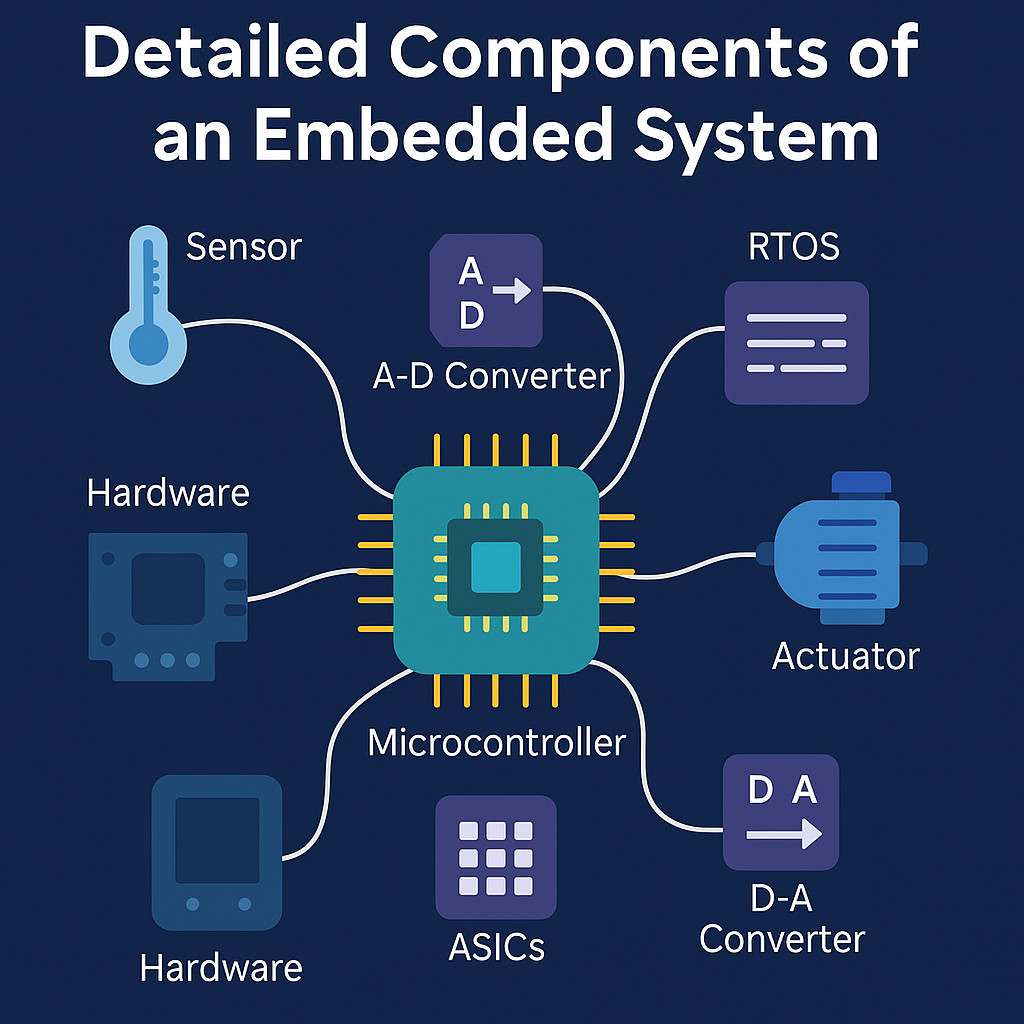 Detailed Components of
an Embedded System
Sensor
A
D
A-D Converter
RTOS
Hardware
Actuator
Microcontroller
D A
D-A
Converter
ASICs
Hardware